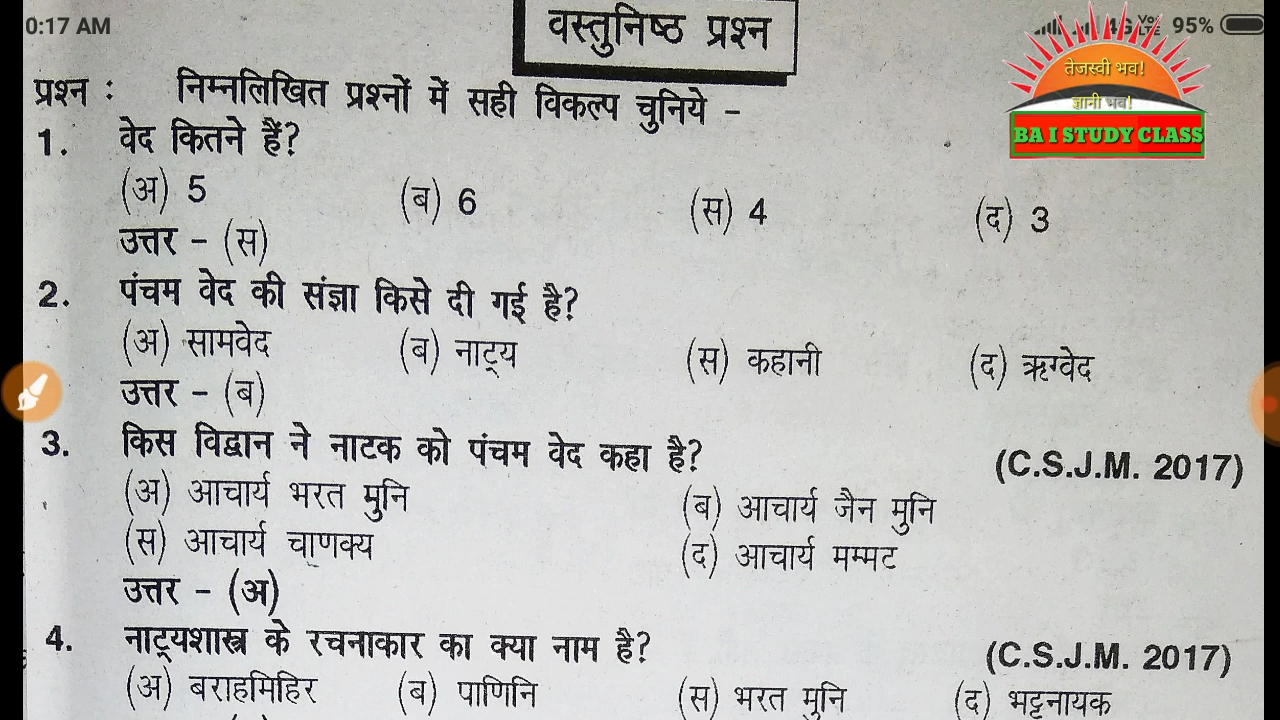 0:17 AM
4G VoLTE 95%
वस्तुनिष्ठ प्रश्न
तेजस्वी भव!
ज्ञानी भव!
BA I STUDY CLASS
प्रश्न : निम्नलिखित प्रश्नों में सही विकल्प चुनिये -
1. वेद कितने हैं?
(अ) 5 (ब) 6 (स) 4 (द) 3
उत्तर - (स)
2. पंचम वेद की संज्ञा किसे दी गई है?
(अ) सामवेद (ब) नाट्य (स) कहानी (द) ऋग्वेद
उत्तर - (ब)
3. किस विद्वान ने नाटक को पंचम वेद कहा है? (C.S.J.M. 2017)
(अ) आचार्य भरत मुनि (ब) आचार्य जैन मुनि
(स) आचार्य चाणक्य (द) आचार्य मम्मट
उत्तर - (अ)
4. नाट्यशास्त्र के रचनाकार का क्या नाम है? (C.S.J.M. 2017)
(अ) बराहमिहिर (ब) पाणिनि (स) भरत मुनि (द) भट्टनायक